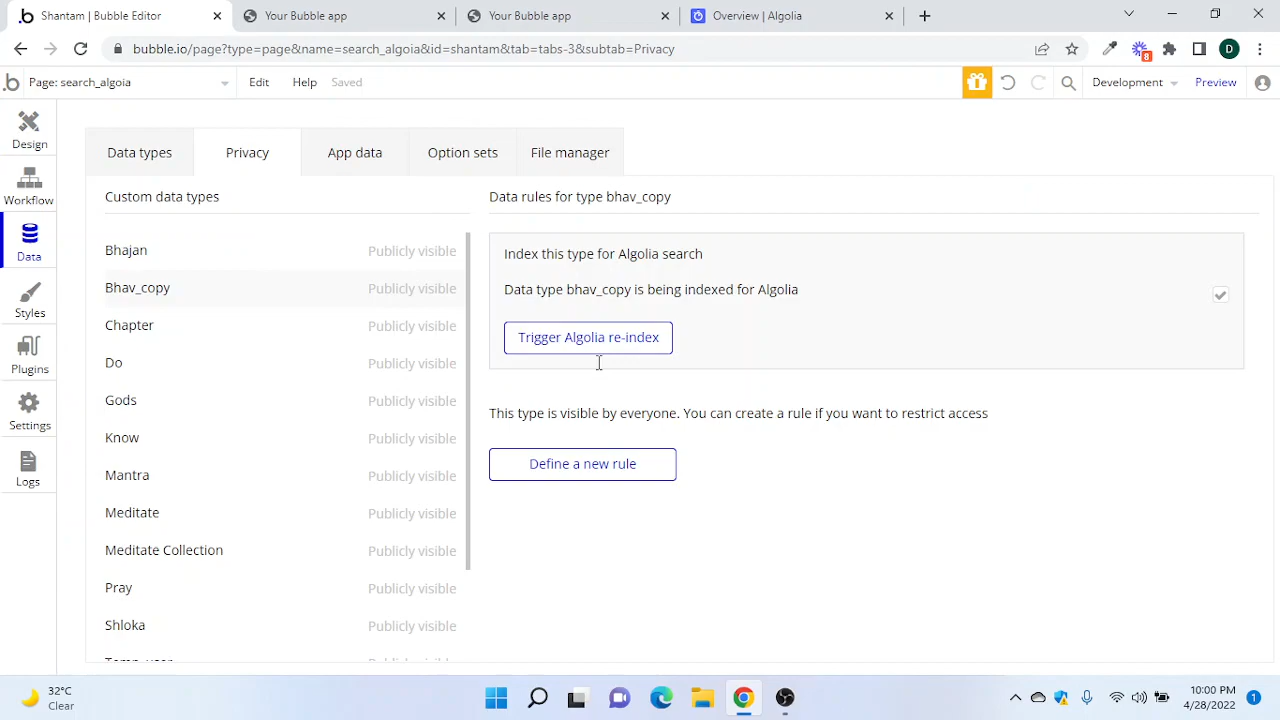 Shantam | Bubble Editor
Your Bubble app
Your Bubble app
Overview | Algolia
bubble.io/page?type=page&name=search_algoia&id=shantam&tab=tabs-3&subtab=Privacy
8
D
b
Page: search_algoia
Edit
Help
Saved
Development
Preview
Design
Workflow
Data
Styles
Plugins
Settings
Logs
Data types
Privacy
App data
Option sets
File manager
Custom data types
Bhajan Publicly visible
Bhav_copy Publicly visible
Chapter Publicly visible
Do Publicly visible
Gods Publicly visible
Know Publicly visible
Mantra Publicly visible
Meditate Publicly visible
Meditate Collection Publicly visible
Pray Publicly visible
Shloka Publicly visible
Data rules for type bhav_copy
Index this type for Algolia search
Data type bhav_copy is being indexed for Algolia
Trigger Algolia re-index
This type is visible by everyone. You can create a rule if you want to restrict access
Define a new rule
32°C
Clear
10:00 PM
4/28/2022
1